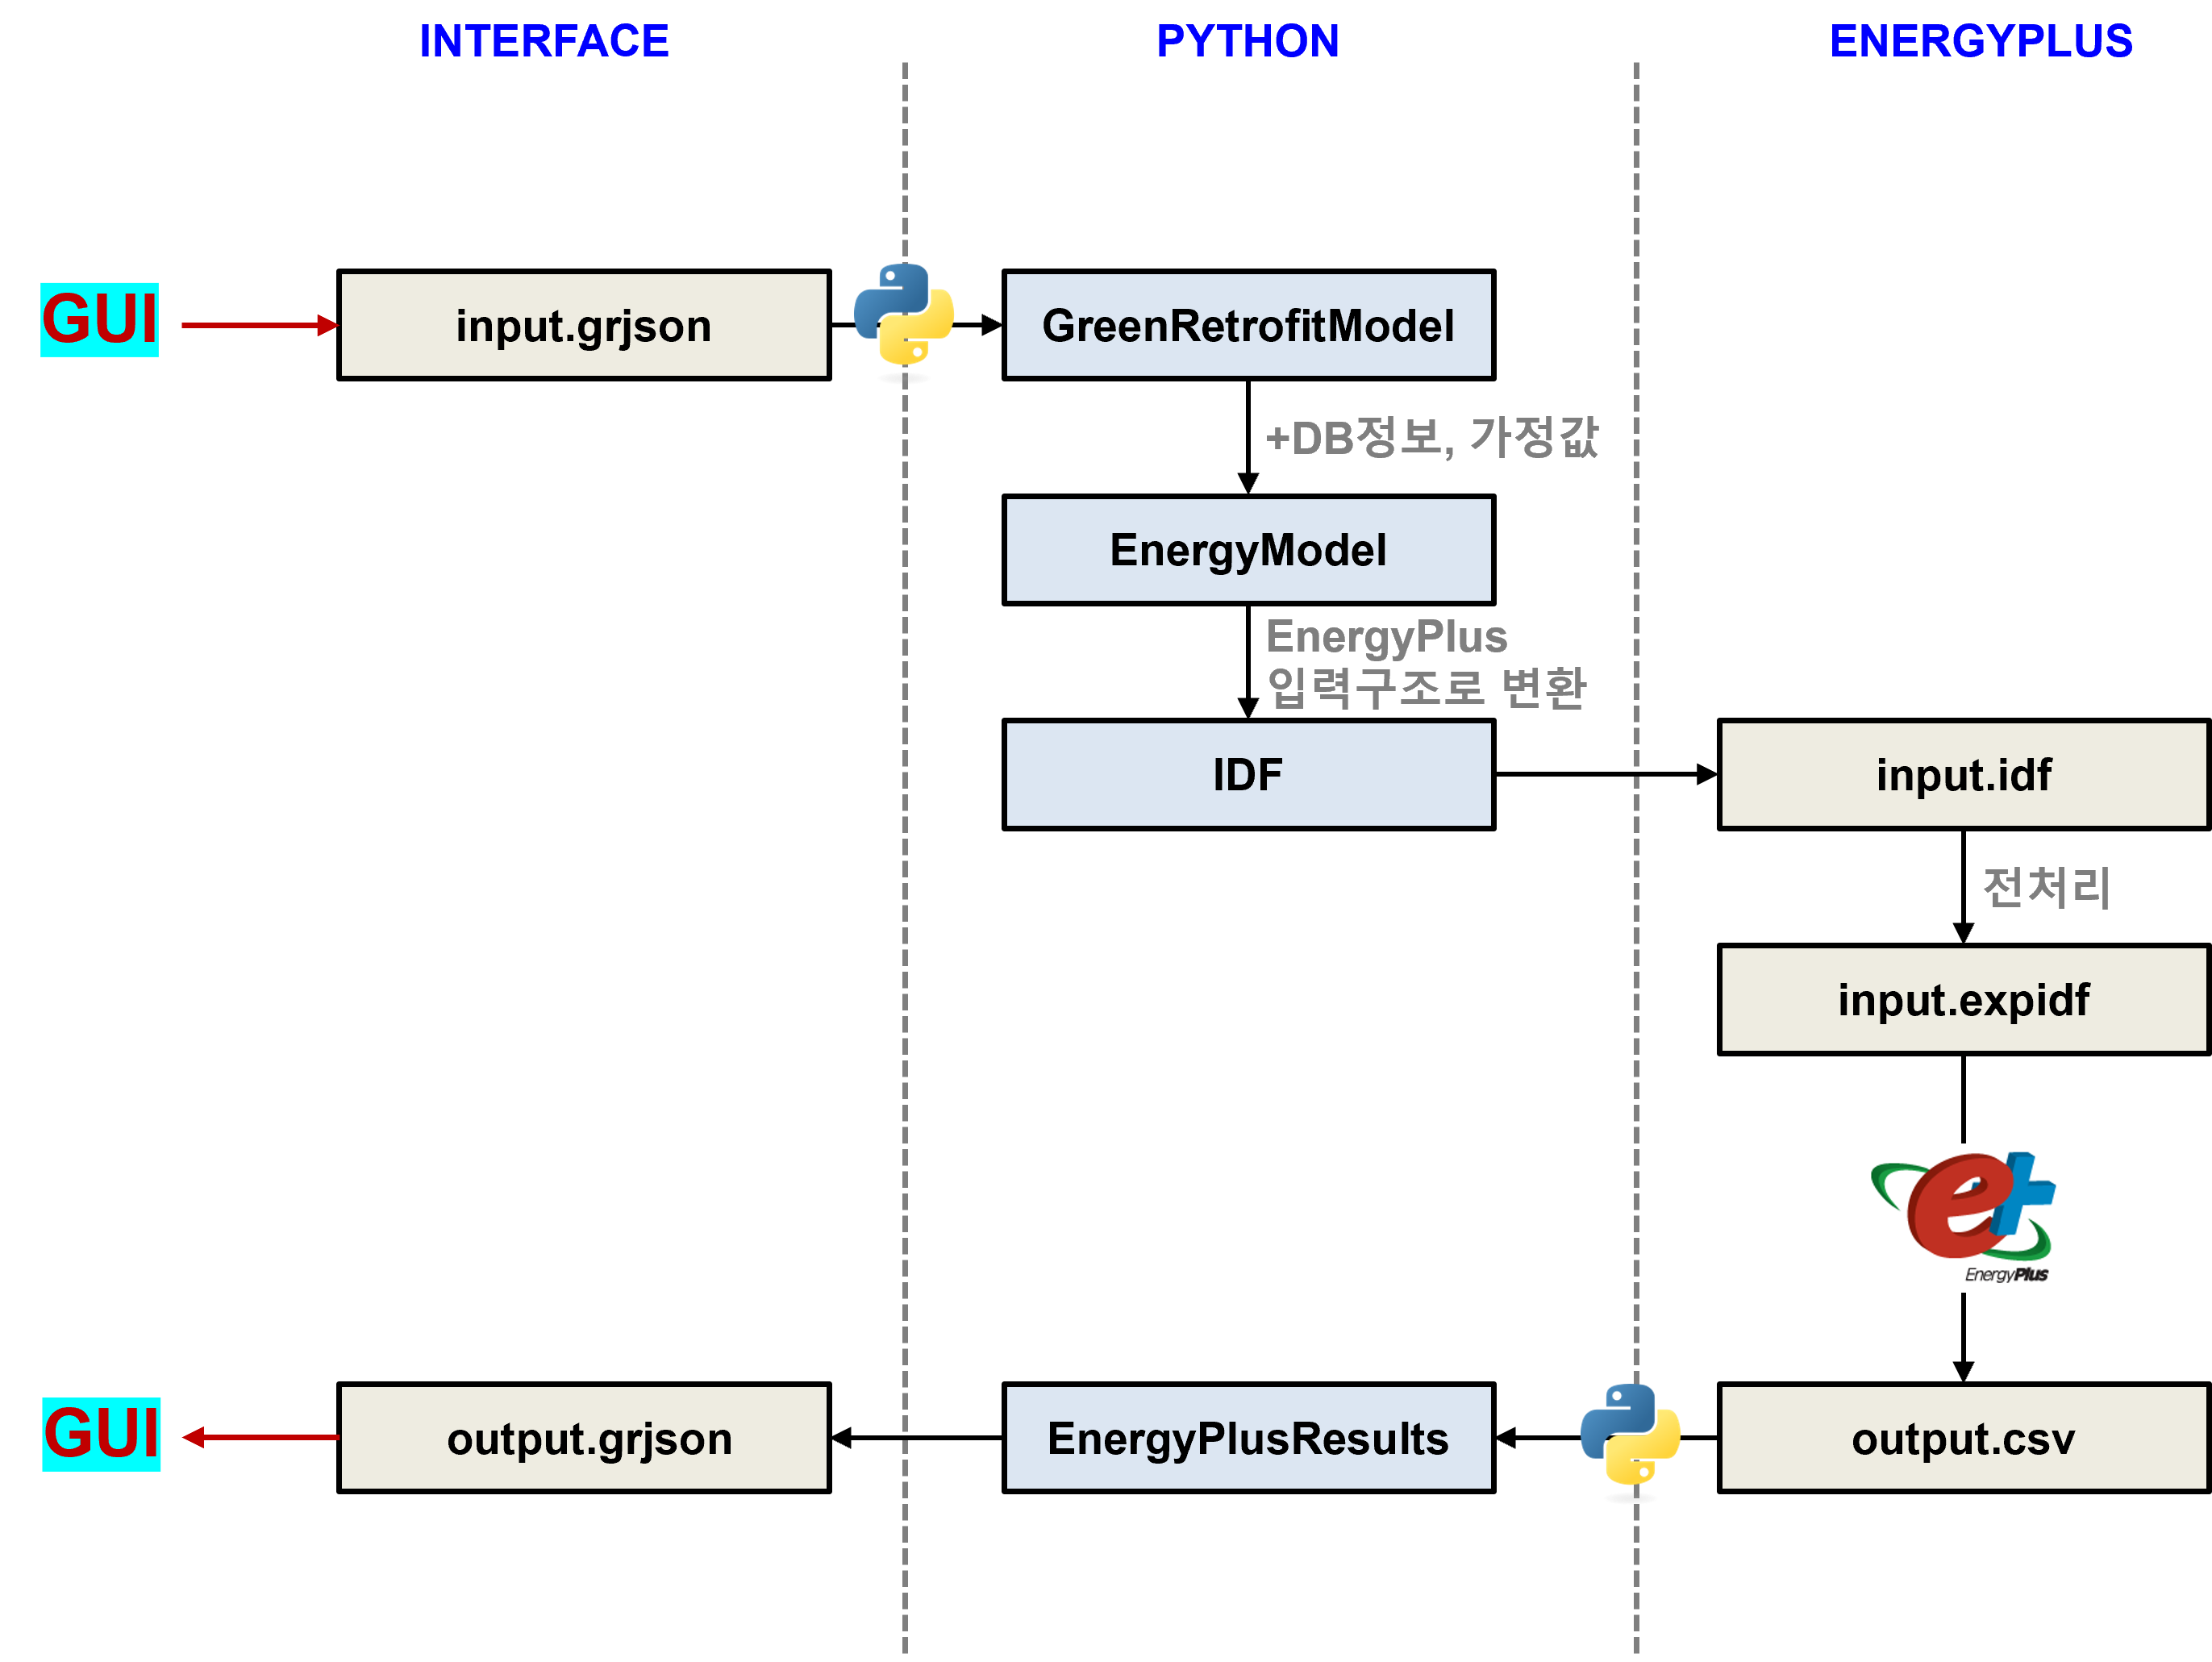 INTERFACE
PYTHON
ENERGYPLUS
GUI
input.grjson
GreenRetrofitModel
+DB정보, 가정값
EnergyModel
EnergyPlus
입력구조로 변환
IDF
input.idf
전처리
input.expidf
e+
EnergyPlus
GUI
output.grjson
EnergyPlusResults
output.csv